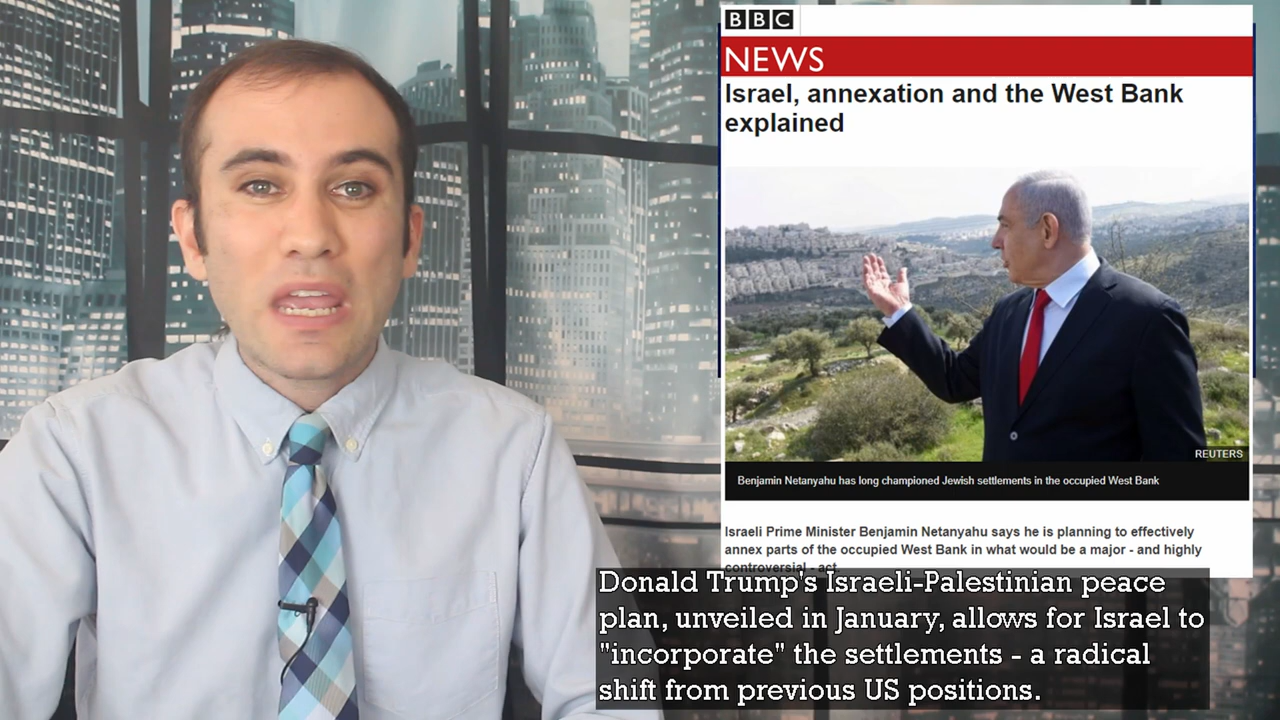 BBC
NEWS
Israel, annexation and the West Bank
explained
REUTERS
Benjamin Netanyahu has long championed Jewish settlements in the occupied West Bank
Israeli Prime Minister Benjamin Netanyahu says he is planning to effectively
annex parts of the occupied West Bank in what would be a major - and highly
controversial - act.
Donald Trump's Israeli-Palestinian peace
plan, unveiled in January, allows for Israel to
"incorporate" the settlements - a radical
shift from previous US positions.